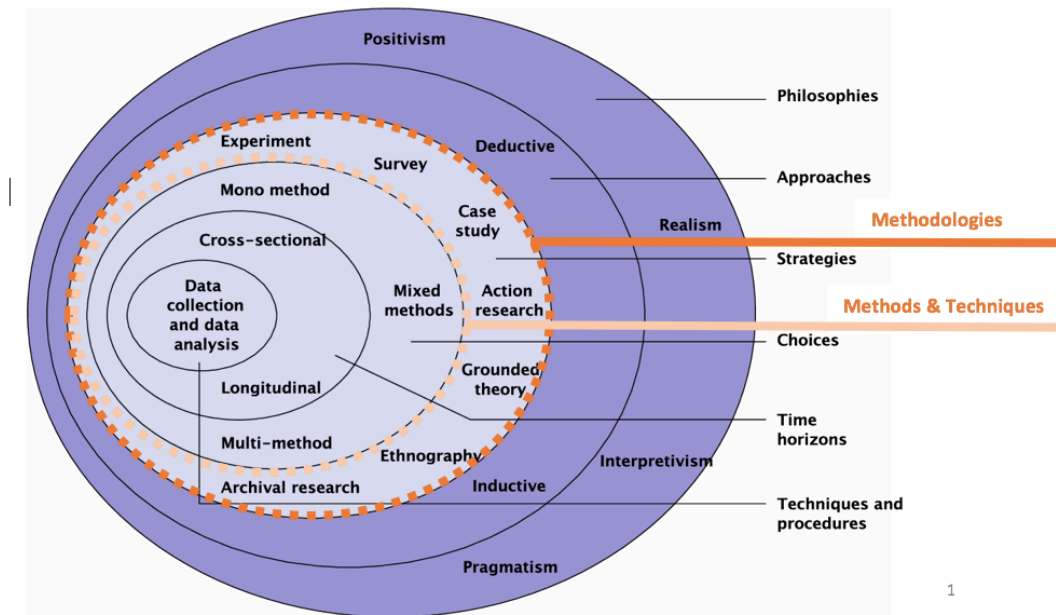 Positivism
Philosophies
Experiment
Deductive
Survey
Approaches
Mono method
Case
study
Methodologies
Realism
Cross-sectional
Strategies
Data
collection
and data
analysis
Mixed
methods
Action
research
Methods & Techniques
Choices
Grounded
theory
Longitudinal
Time
horizons
Multi-method
Ethnography
Interpretivism
Archival research
Inductive
Techniques and
procedures
Pragmatism
1